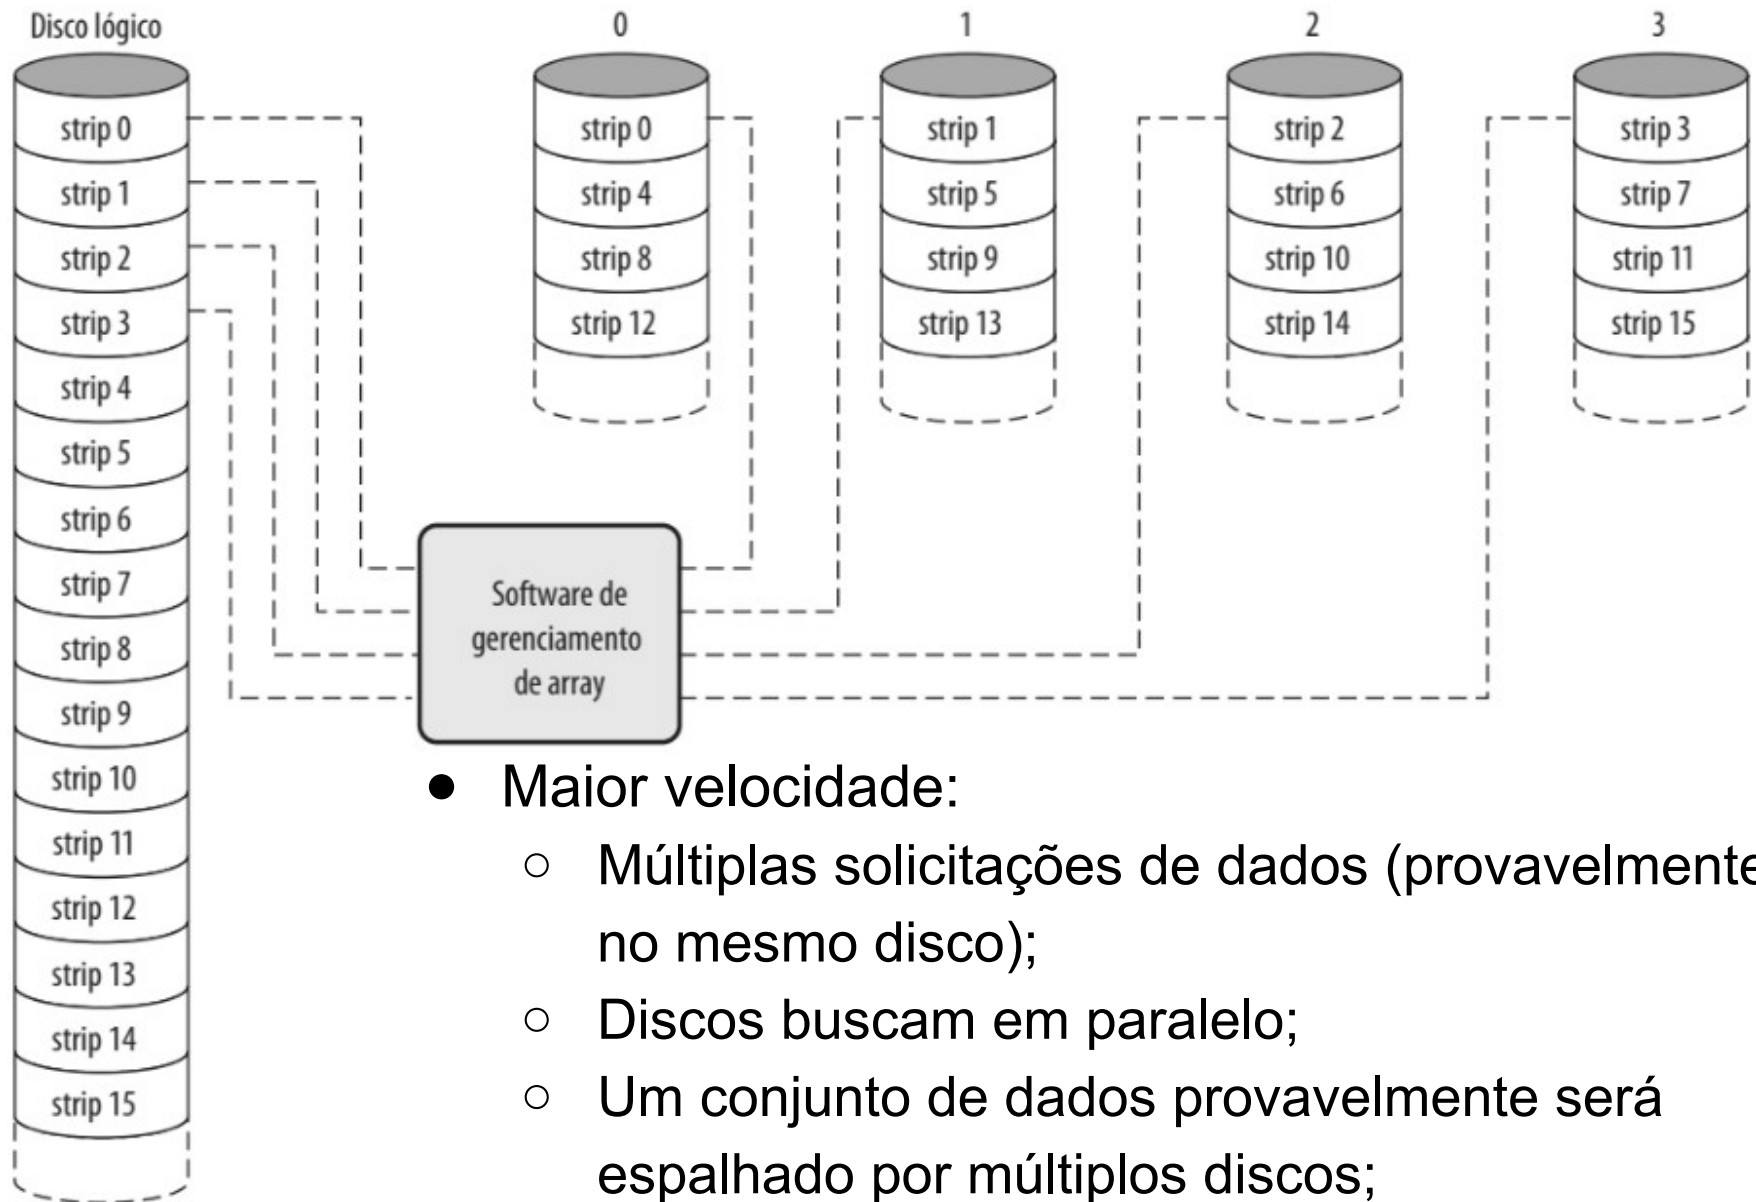 Disco lógico
0
1
2
3
strip 0
strip 1
strip 2
strip 3
strip 4
strip 5
strip 6
strip 7
strip 8
strip 9
strip 10
strip 11
strip 12
strip 13
strip 14
strip 15
strip 0
strip 4
strip 8
strip 12
strip 1
strip 5
strip 9
strip 13
strip 2
strip 6
strip 10
strip 14
strip 3
strip 7
strip 11
strip 15
Software de
gerenciamento
de array
● Maior velocidade:
○ Múltiplas solicitações de dados (provavelmente
no mesmo disco);
○ Discos buscam em paralelo;
○ Um conjunto de dados provavelmente será
espalhado por múltiplos discos;